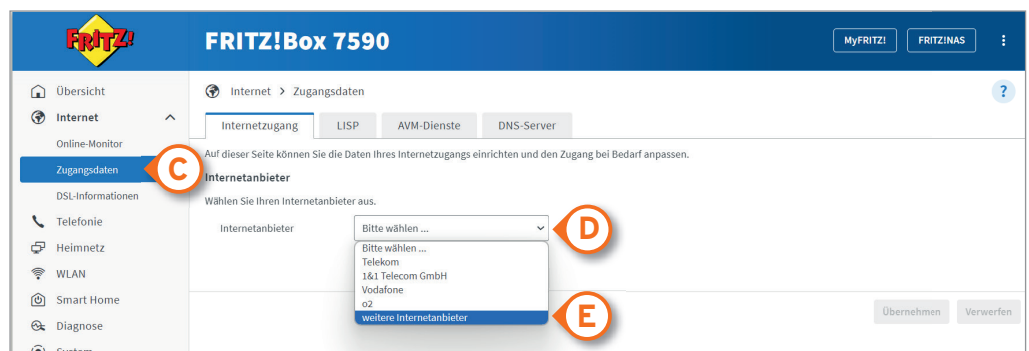 FRITZ!
FRITZ!Box 7590
MyFRITZ!
FRITZ!NAS
Übersicht
Internet
Online-Monitor
Zugangsdaten
DSL-Informationen
Telefonie
Heimnetz
WLAN
Smart Home
Diagnose
System
C
Internet > Zugangsdaten
?
Internetzugang
LISP
AVM-Dienste
DNS-Server
Auf dieser Seite können Sie die Daten Ihres Internetzugangs einrichten und den Zugang bei Bedarf anpassen.
Internetanbieter
Wählen Sie Ihren Internetanbieter aus.
Internetanbieter
Bitte wählen ...
D
Bitte wählen ...
Telekom
1&1 Telecom GmbH
Vodafone
o2
weitere Internetanbieter
E
Übernehmen
Verwerfen